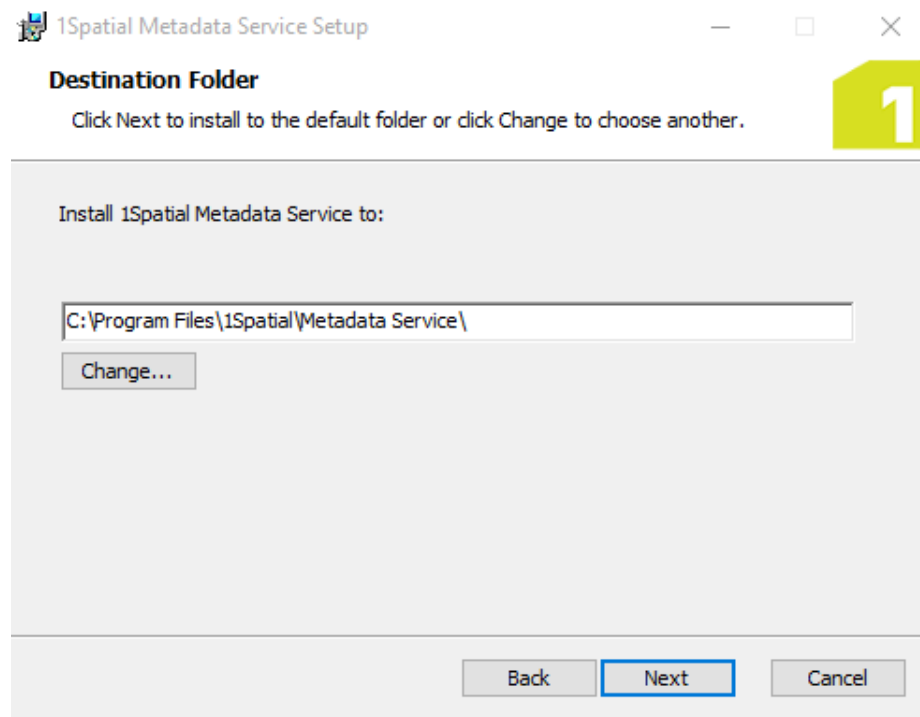 1Spatial Metadata Service Setup
Destination Folder
Click Next to install to the default folder or click Change to choose another.
1
Install 1Spatial Metadata Service to:
C:\Program Files\1Spatial\Metadata Service\
Change...
Back Next Cancel